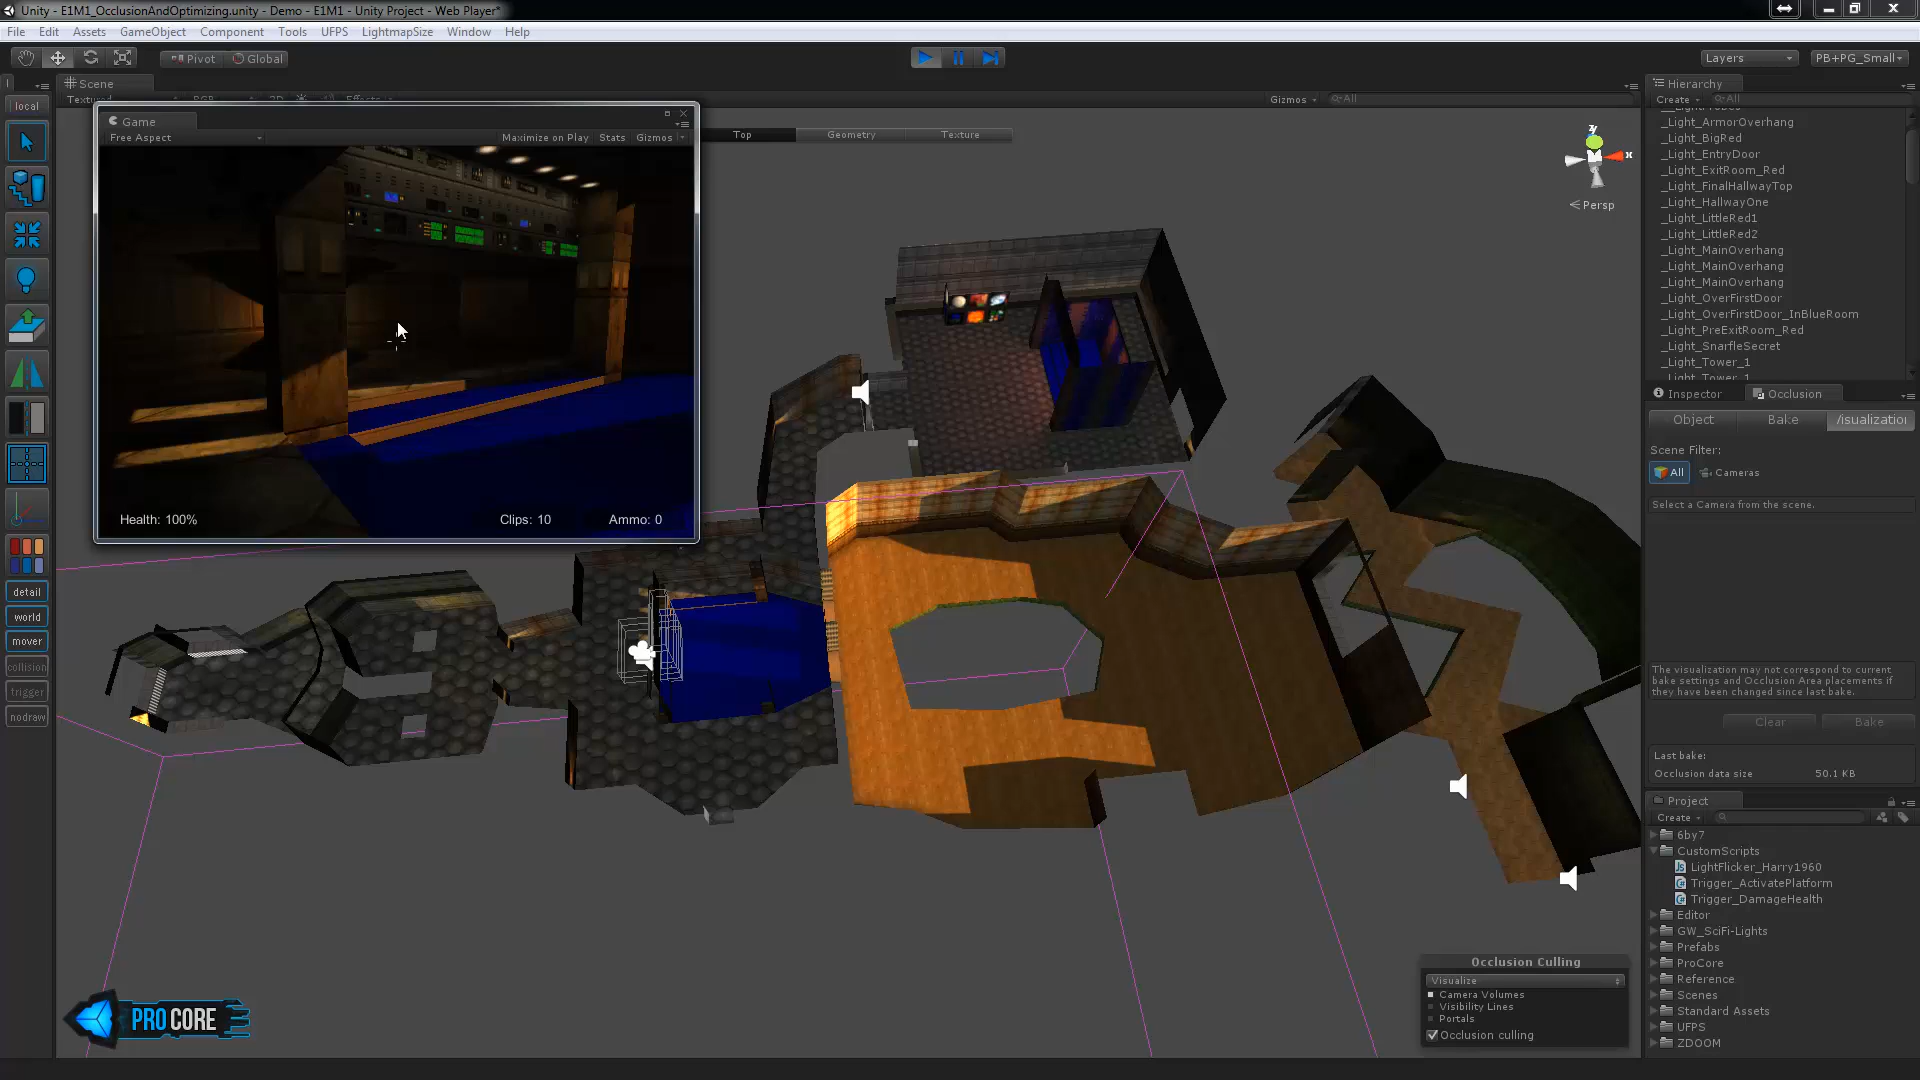 Unity - E1M1_OcclusionAndOptimizing.unity - Demo - E1M1 - Unity Project - Web Player*
File Edit Assets GameObject Component Tools UFPS LightmapSize Window Help
Pivot Global Layers PB+PG_Small
Scene
Textured RGB 2D Effects Gizmos All
Game
Free Aspect Maximize on Play Stats Gizmos
Top Geometry Texture
Health: 100% Clips: 10 Ammo: 0
Persp
local
detail
world
mover
collision
trigger
nodraw
PROCORE
Occlusion Culling
Visualize
Camera Volumes
Visibility Lines
Portals
Occlusion culling
Hierarchy
Create All
_Light_ArmorOverhang
_Light_BigRed
_Light_EntryDoor
_Light_ExitRoom_Red
_Light_FinalHallwayTop
_Light_HallwayOne
_Light_LittleRed1
_Light_LittleRed2
_Light_MainOverhang
_Light_MainOverhang
_Light_MainOverhang
_Light_OverFirstDoor
_Light_OverFirstDoor_InBlueRoom
_Light_PreExitRoom_Red
_Light_SnarfleSecret
_Light_Tower_1
_Light_Tower_1
Inspector Occlusion
Object Bake /isualization
Scene Filter:
All Cameras
Select a Camera from the scene.
The visualization may not correspond to current
bake settings and Occlusion Area placements if
they have been changed since last bake.
Clear Bake
Last bake:
Occlusion data size 50.1 KB
Project
Create
6by7
CustomScripts
LightFlicker_Harry1960
Trigger_ActivatePlatform
Trigger_DamageHealth
Editor
GW_SciFi-Lights
Prefabs
ProCore
Reference
Scenes
Standard Assets
UFPS
ZDOOM